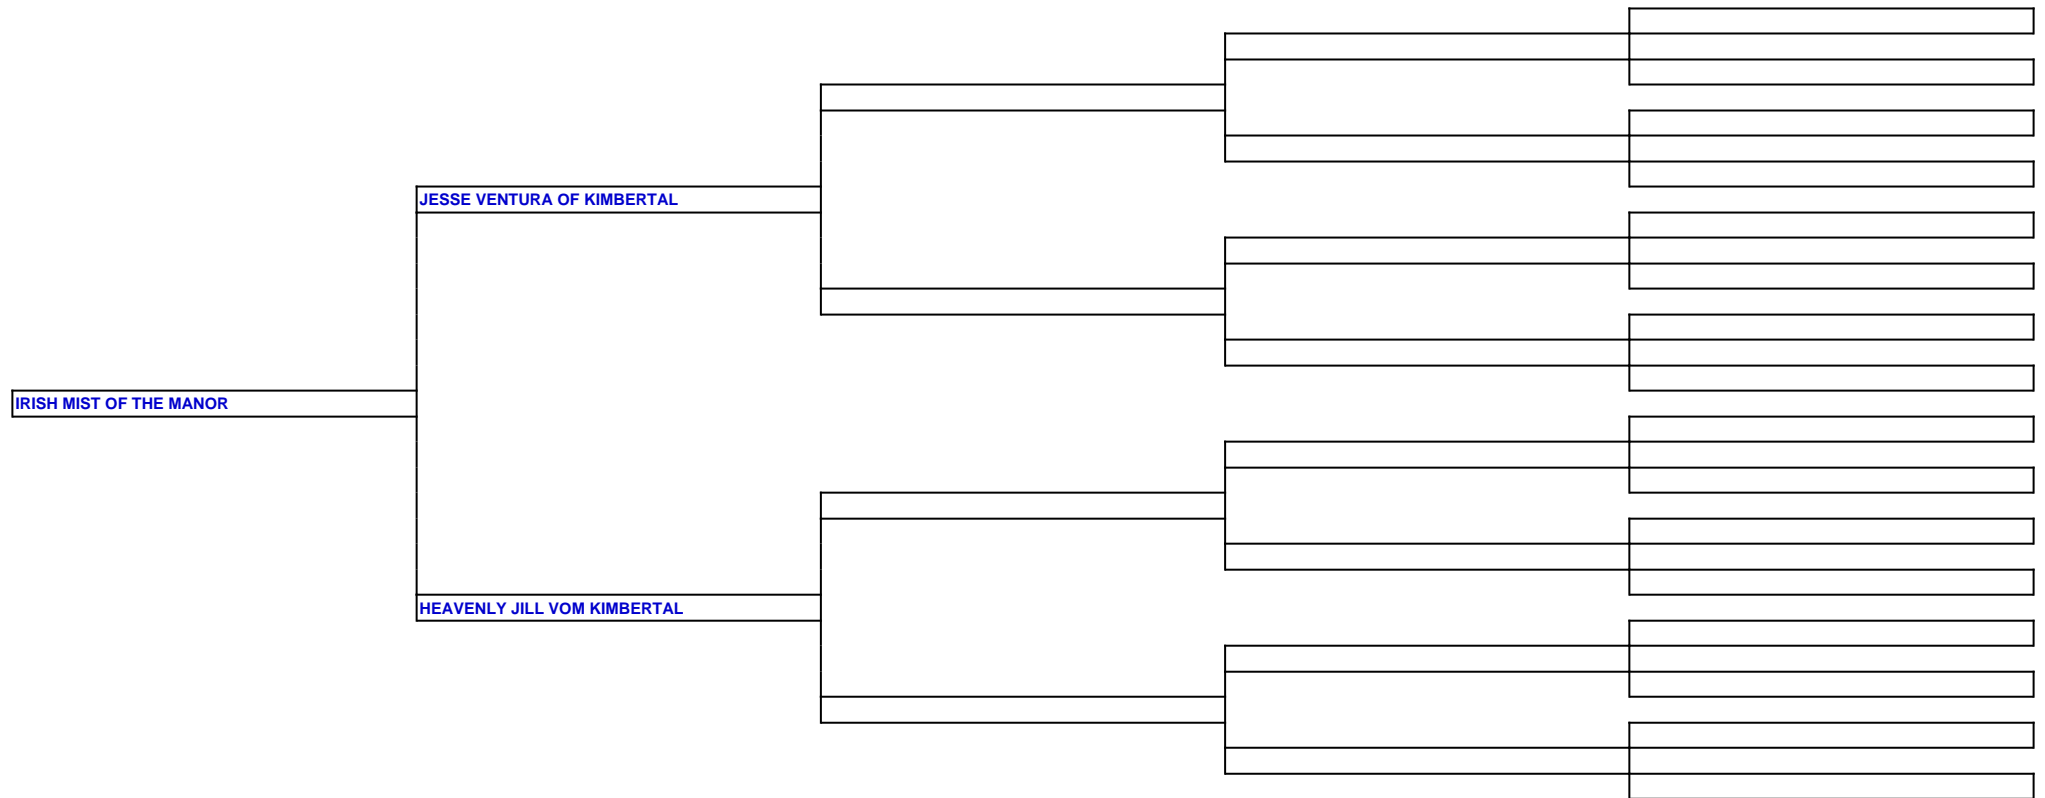 JESSE VENTURA OF KIMBERTAL
IRISH MIST OF THE MANOR
HEAVENLY JILL VOM KIMBERTAL